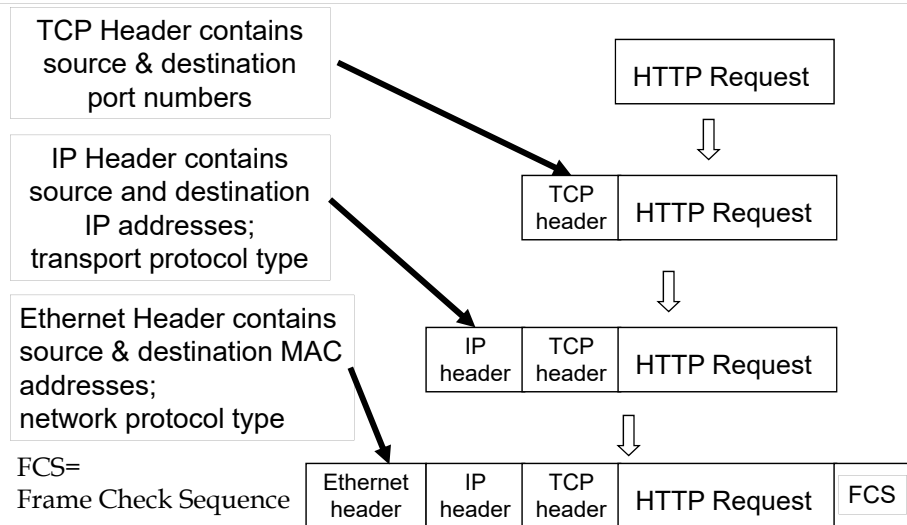 TCP Header contains
source & destination
port numbers
HTTP Request
IP Header contains
source and destination
IP addresses;
transport protocol type
TCP
header
HTTP Request
Ethernet Header contains
source & destination MAC
addresses;
network protocol type
IP
header
TCP
header
HTTP Request
FCS=
Frame Check Sequence
Ethernet
header
IP
header
TCP
header
HTTP Request
FCS